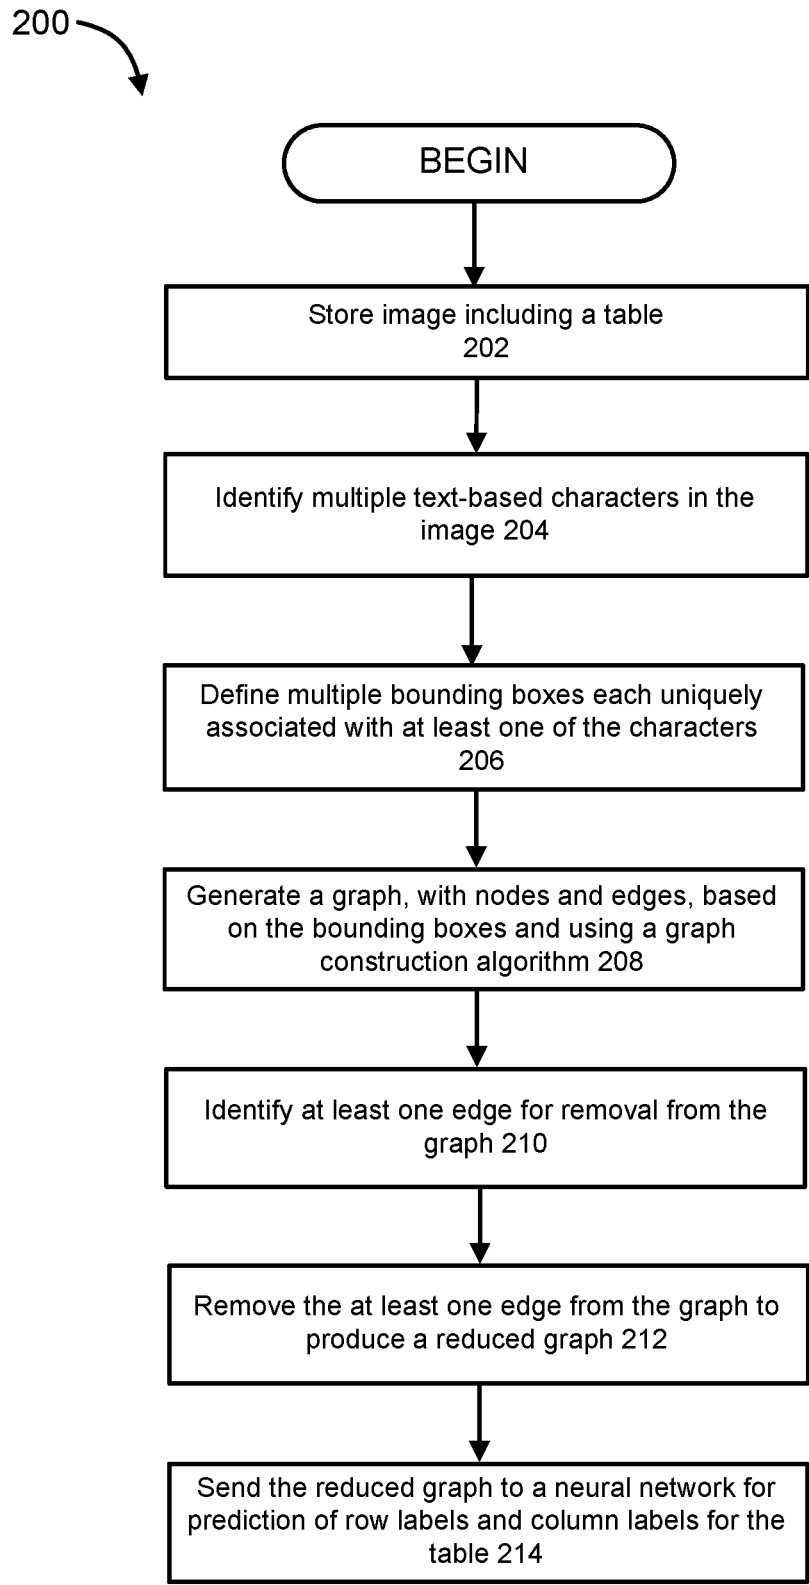 200
BEGIN
Store image including a table
202
Identify multiple text-based characters in the
image 204
Define multiple bounding boxes each uniquely
associated with at least one of the characters
206
Generate a graph, with nodes and edges, based
on the bounding boxes and using a graph
construction algorithm 208
Identify at least one edge for removal from the
graph 210
Remove the at least one edge from the graph to
produce a reduced graph 212
Send the reduced graph to a neural network for
prediction of row labels and column labels for the
table 214